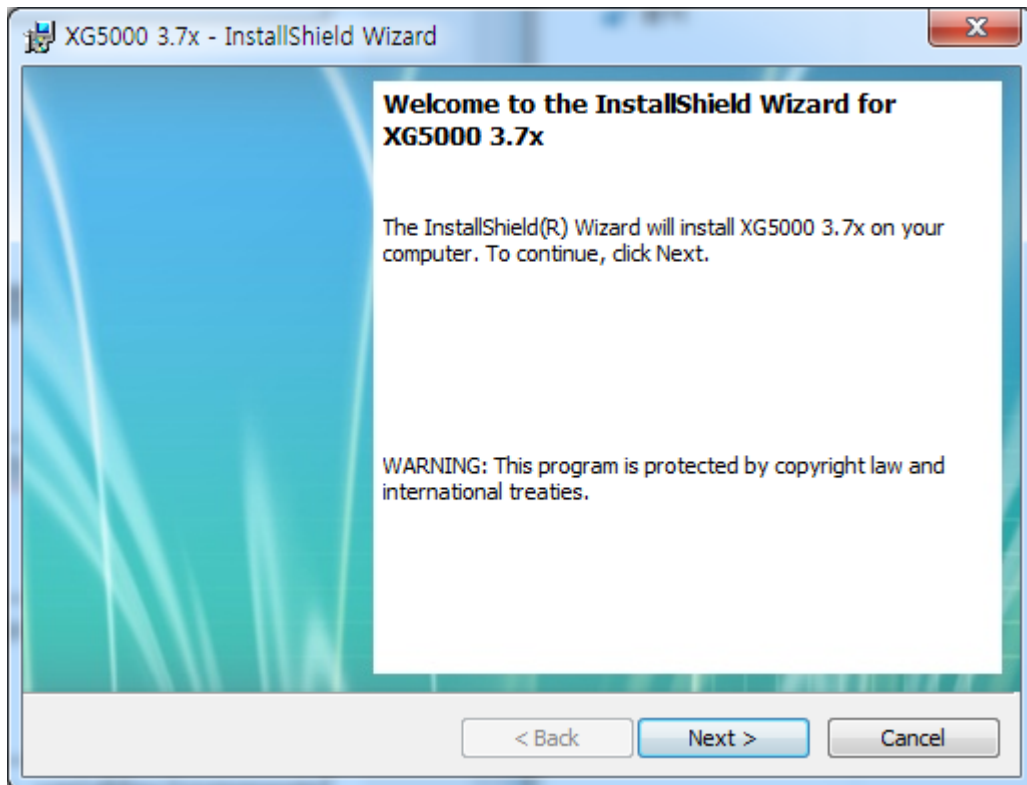 XG5000 3.7x - InstallShield Wizard
Welcome to the InstallShield Wizard for
XG5000 3.7x
The InstallShield(R) Wizard will install XG5000 3.7x on your
computer. To continue, click Next.
WARNING: This program is protected by copyright law and
international treaties.
< Back
Next >
Cancel